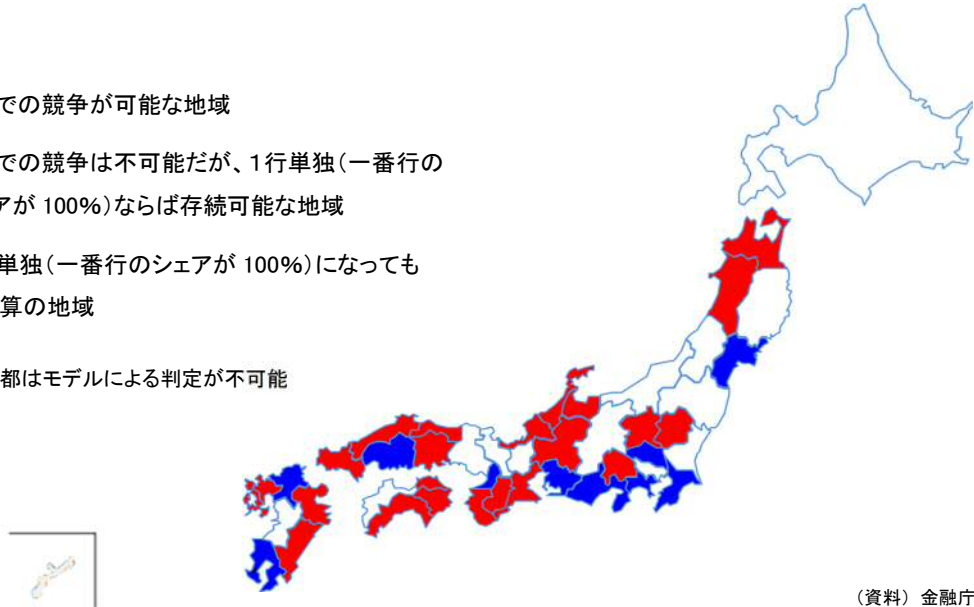 での競争が可能な地域
での競争は不可能だが、1行単独(一番行の
アが 100%)ならば存続可能な地域
単独(一番行のシェアが 100%)になっても
算の地域
都はモデルによる判定が不可能
(資料) 金融庁